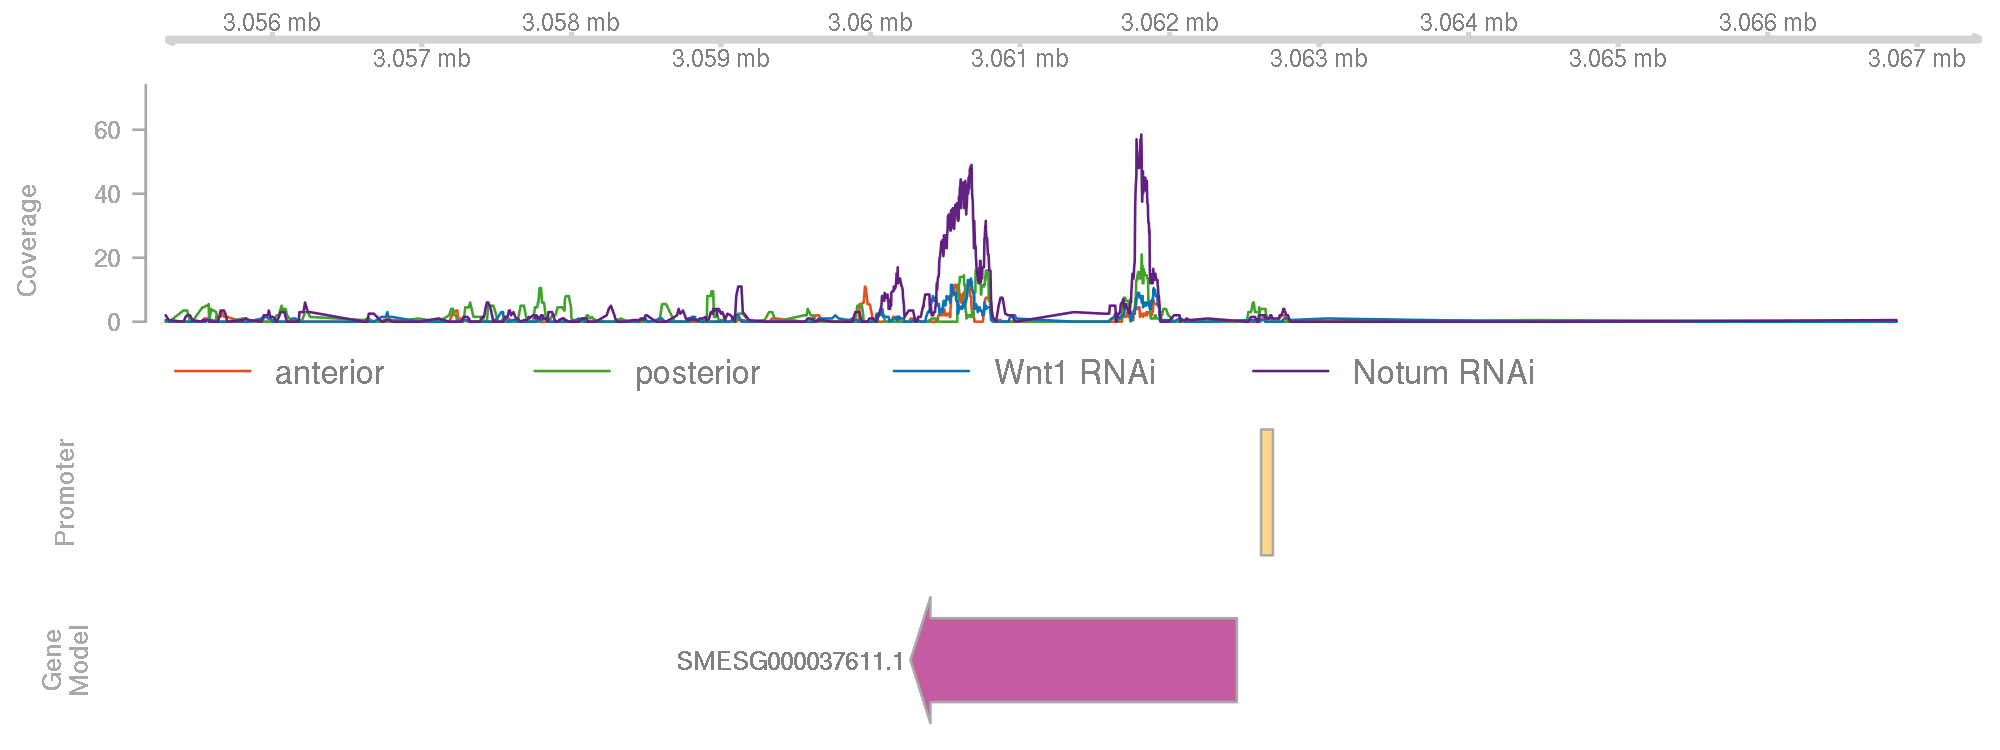 3.056 mb 3.058 mb 3.06 mb 3.062 mb 3.064 mb 3.066 mb
3.057 mb 3.059 mb 3.061 mb 3.063 mb 3.065 mb 3.067 mb
Coverage
60
40
20
0
anterior posterior Wnt1 RNAi Notum RNAi
Promoter
Gene
Model
SMESG000037611.1